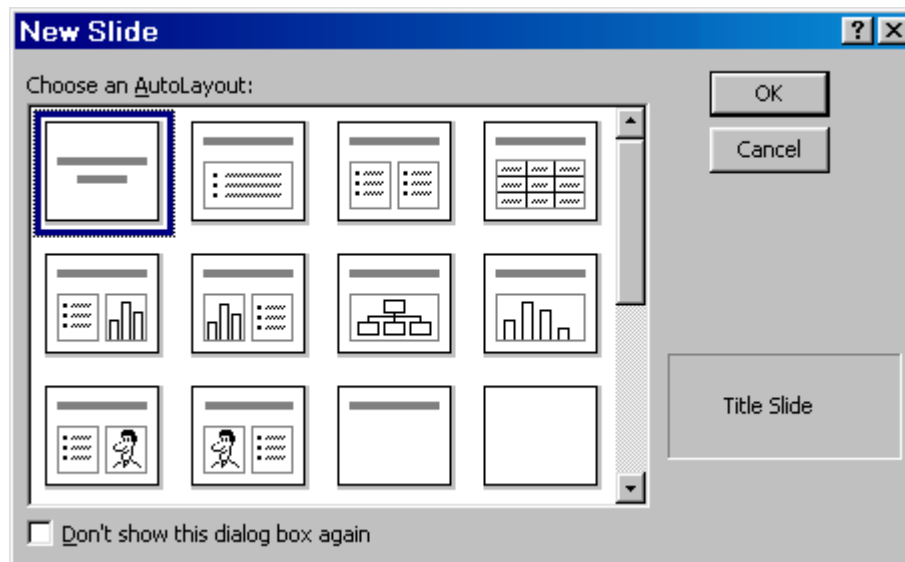 New Slide
Choose an AutoLayout:
OK
Cancel
Title Slide
Don't show this dialog box again